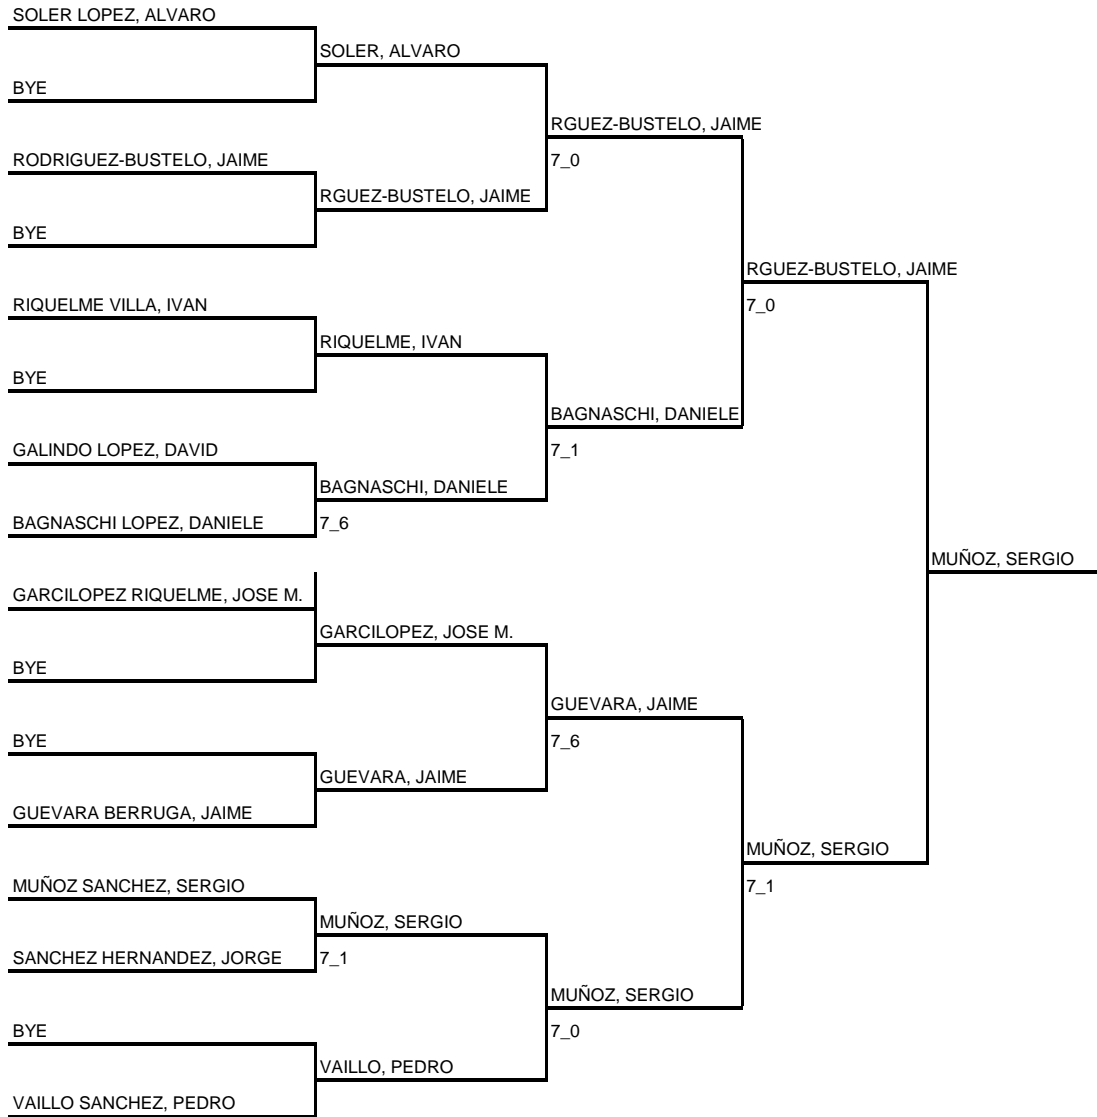 SOLER LOPEZ, ALVARO
SOLER, ALVARO
BYE
RGUEZ-BUSTELO, JAIME
RODRIGUEZ-BUSTELO, JAIME
7_0
RGUEZ-BUSTELO, JAIME
BYE
RGUEZ-BUSTELO, JAIME
RIQUELME VILLA, IVAN
7_0
RIQUELME, IVAN
BYE
BAGNASCHI, DANIELE
GALINDO LOPEZ, DAVID
7_1
BAGNASCHI, DANIELE
BAGNASCHI LOPEZ, DANIELE
7_6
MUÑOZ, SERGIO
GARCILOPEZ RIQUELME, JOSE M.
GARCILOPEZ, JOSE M.
BYE
GUEVARA, JAIME
BYE
7_6
GUEVARA, JAIME
GUEVARA BERRUGA, JAIME
MUÑOZ, SERGIO
MUÑOZ SANCHEZ, SERGIO
7_1
MUÑOZ, SERGIO
SANCHEZ HERNANDEZ, JORGE
7_1
MUÑOZ, SERGIO
BYE
7_0
VAILLO, PEDRO
VAILLO SANCHEZ, PEDRO